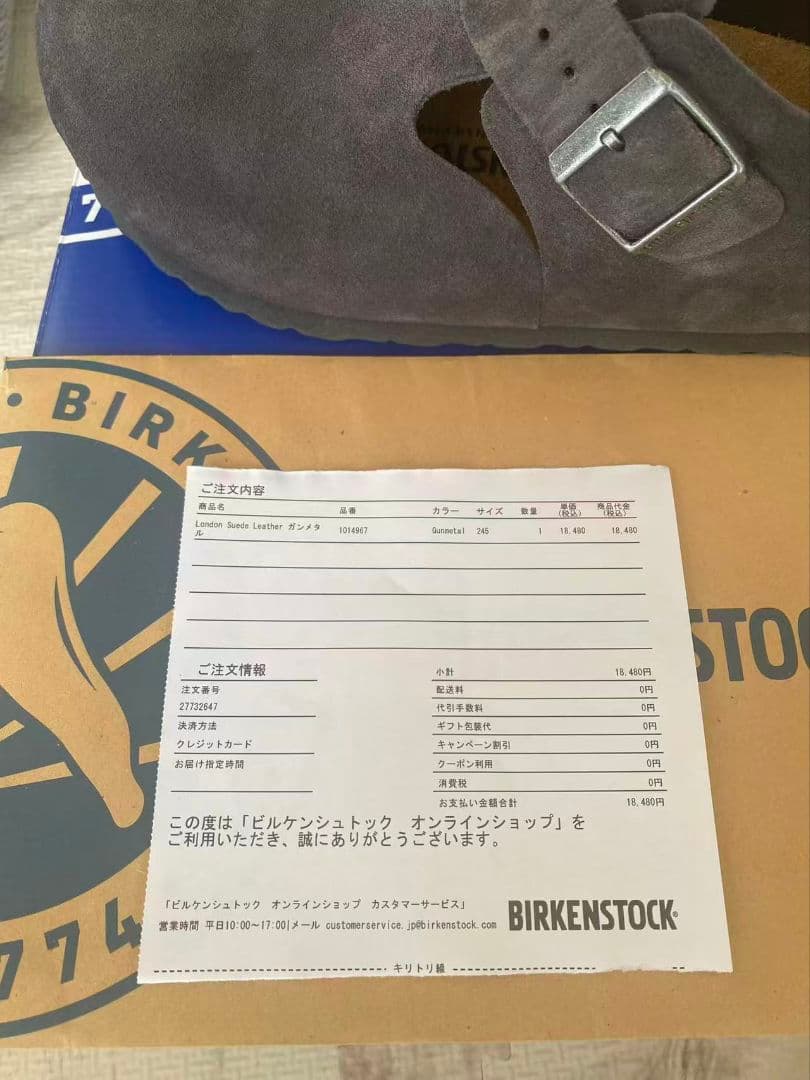 7
BIRK
ご注文内容
商品名 品番 カラー サイズ 数量 単価(税込) 商品代金(税込)
London Suede Leather ガンメタ 1014967 Gunmetal 245 1 18,480 18,480
ル
STO
ご注文情報
小計 18,480円
注文番号
配送料 0円
27732647
代引手数料 0円
決済方法
ギフト包装代 0円
クレジットカード
キャンペーン割引 0円
お届け指定時間
クーポン利用 0円
消費税 0円
お支払い金額合計 18,480円
この度は「ビルケンシュトック オンラインショップ」を
ご利用いただき、誠にありがとうございます。
「ビルケンシュトック オンラインショップ カスタマーサービス」
営業時間 平日10:00～17:00|メール customerservice.jp@birkenstock.com
BIRKENSTOCK
キリトリ線
774